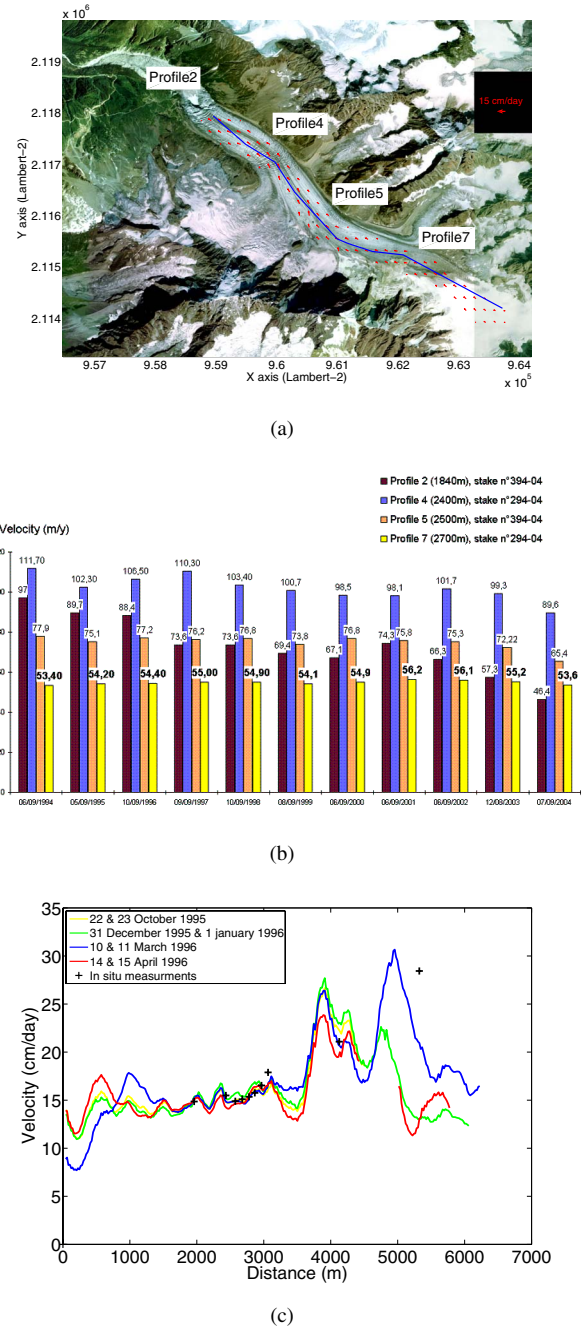 x 10⁶
2.119
2.118
2.117
2.116
2.115
2.114
Y axis (Lambert−2)
Profile2
Profile4
Profile5
Profile7
15 cm/day
9.57 9.58 9.59 9.6 9.61 9.62 9.63 9.64
X axis (Lambert−2)
x 10⁵
(a)
Profile 2 (1840m), stake n°394-04
Profile 4 (2400m), stake n°294-04
Profile 5 (2500m), stake n°394-04
Profile 7 (2700m), stake n°294-04
Velocity (m/y)
97 111,70 77,9 53,40
89,7 102,30 75,1 54,20
88,4 106,50 77,2 54,40
73,6 110,30 76,2 55,00
73,6 103,40 76,8 54,90
69,4 100,7 73,8 54,1
67,1 98,5 76,8 54,9
74,3 98,1 75,8 56,2
66,3 101,7 75,3 56,1
57,3 99,3 72,22 55,2
46,4 89,6 65,4 53,6
06/09/1994 05/09/1995 10/09/1996 09/09/1997 10/09/1998 08/09/1999 06/09/2000 06/09/2001 06/09/2002 12/08/2003 07/09/2004
(b)
35
30
25
20
15
10
5
0
Velocity (cm/day)
22 & 23 October 1995
31 December 1995 & 1 january 1996
10 & 11 March 1996
14 & 15 April 1996
In situ measurments
0 1000 2000 3000 4000 5000 6000 7000
Distance (m)
(c)